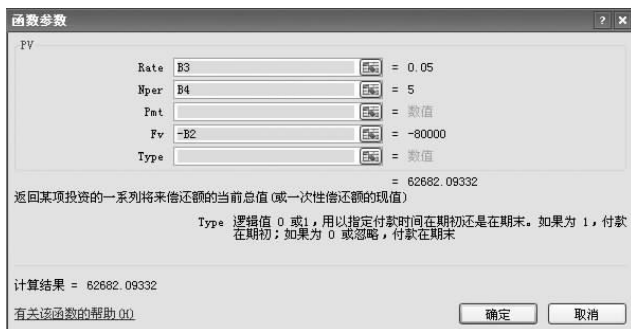 函数参数 ? ×
PV
Rate B3 = 0.05
Nper B4 = 5
Pmt = 数值
Fv -B2 = -80000
Type = 数值
= 62682.09332
返回某项投资的一系列将来偿还额的当前总值(或一次性偿还额的现值)
Type 逻辑值 0 或1，用以指定付款时间在期初还是在期末。如果为 1，付款
在期初；如果为 0 或忽略，付款在期末
计算结果 = 62682.09332
有关该函数的帮助(H)
确定 取消